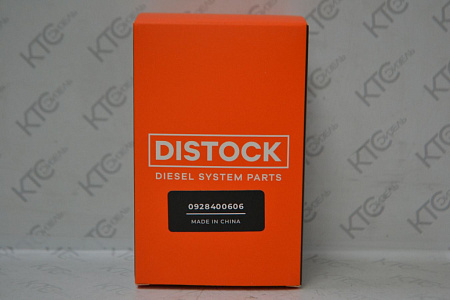 DISTOCK
DIESEL SYSTEM PARTS
0928400606
MADE IN CHINA